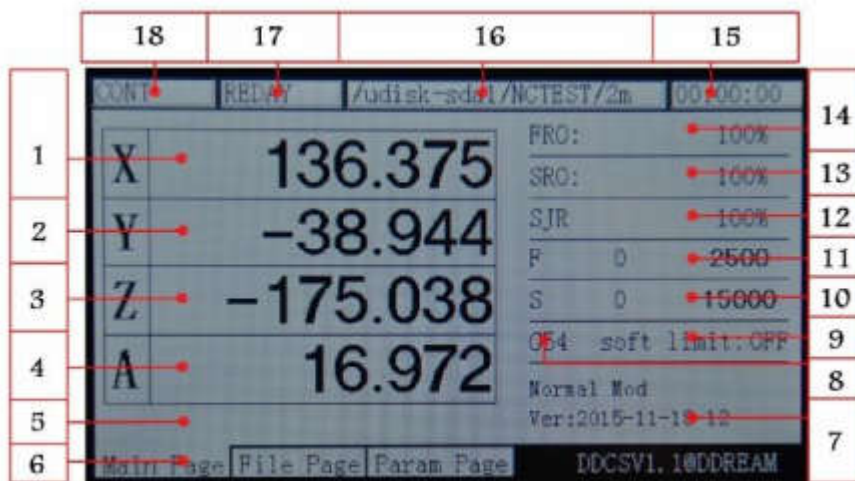 18 17 16 15
CONT REDAY /udisk-sda1/NCTEST/2m 00:00:00
14
FRO: 100%
1 X 136.375
SRO: 100% 13
2 Y -38.944
SJR 100% 12
F 0 2500 11
3 Z -175.038
S 0 15000 10
G54 soft limit:OFF 9
4 A 16.972
8
Normal Mod
5
Ver:2015-11-13-12
7
6 Main Page File Page Param Page DDCSV1.1@DDREAM